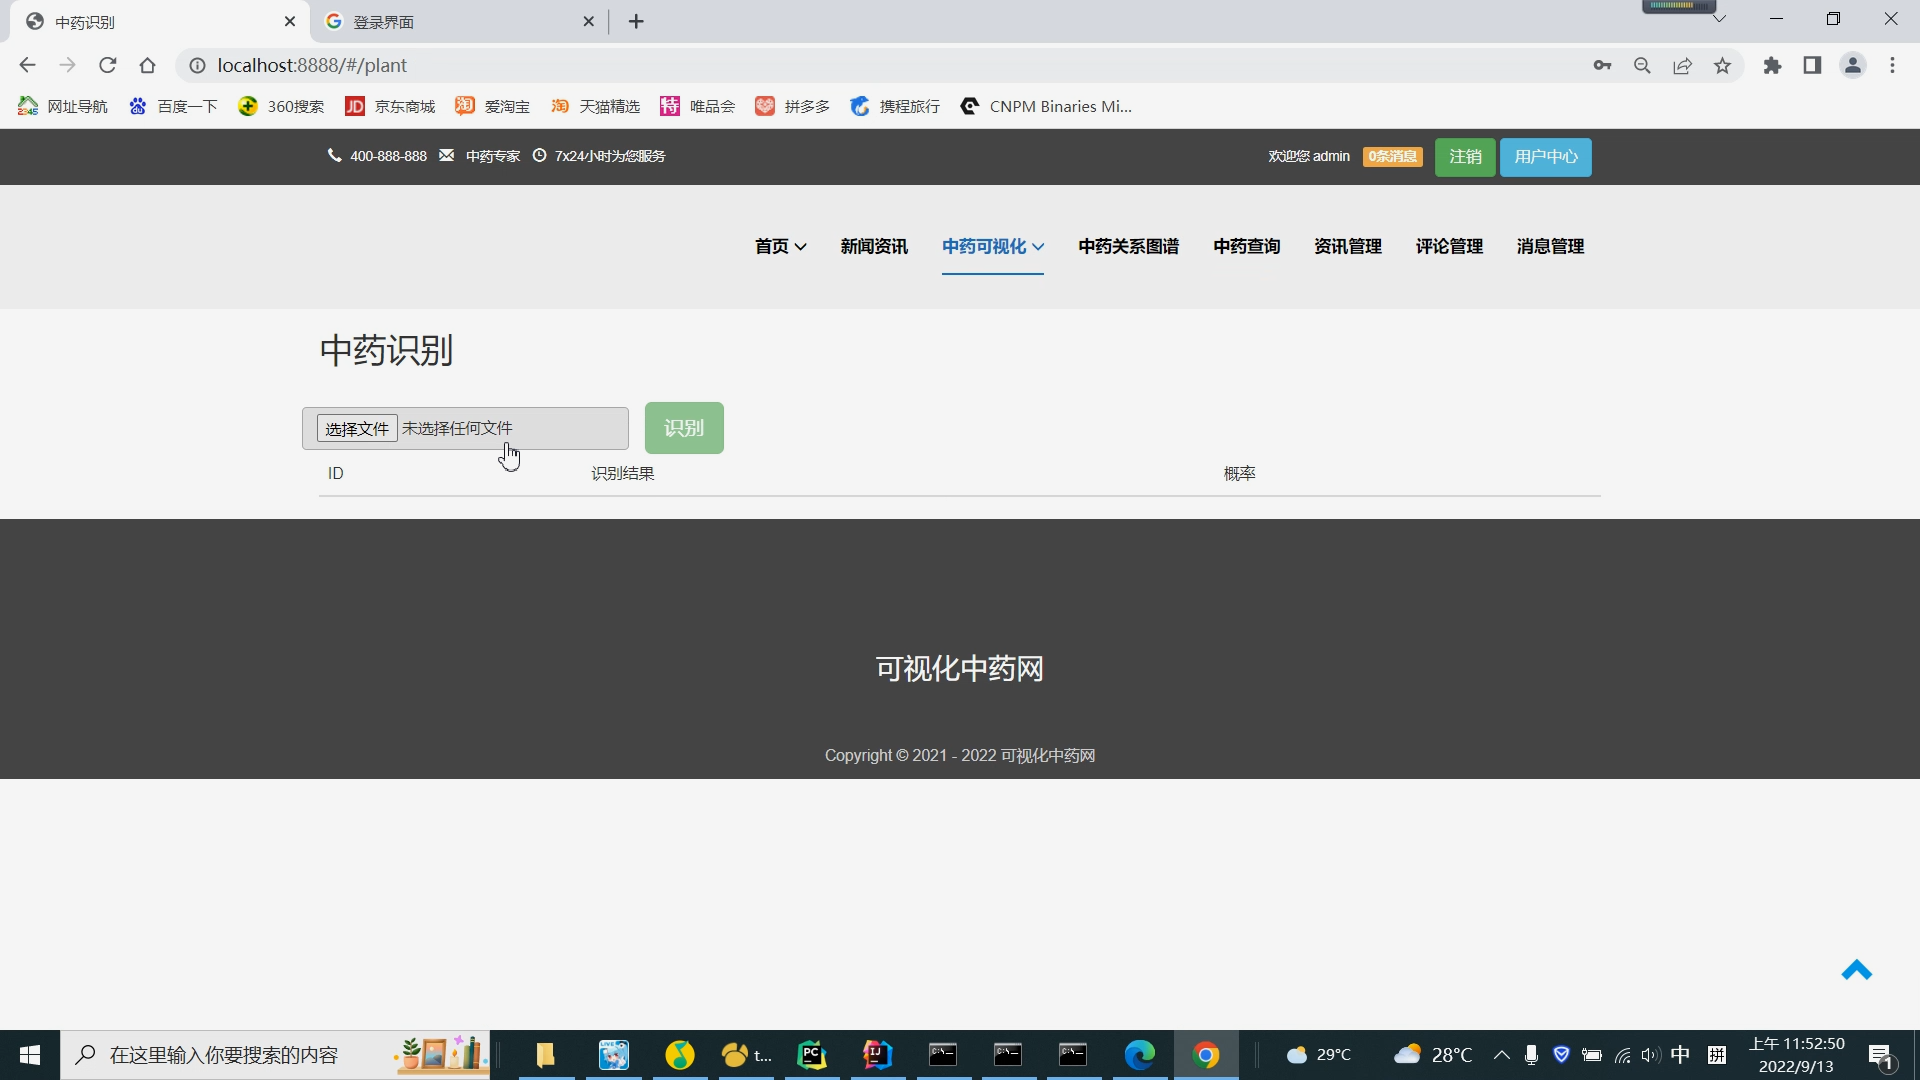 中药识别
登录界面
localhost:8888/#/plant
网址导航
百度一下
360搜索
JD 京东商城
淘 爱淘宝
淘 天猫精选
特 唯品会
拼多多
携程旅行
CNPM Binaries Mi...
400-888-888 中药专家 7x24小时为您服务
欢迎您 admin 0条消息 注销 用户中心
首页 新闻资讯 中药可视化 中药关系图谱 中药查询 资讯管理 评论管理 消息管理
中药识别
选择文件 未选择任何文件 识别
ID 识别结果 概率
可视化中药网
Copyright © 2021 - 2022 可视化中药网
在这里输入你要搜索的内容
t...
PC
IJ
29°C
28°C
中
拼
上午 11:52:50
2022/9/13
1